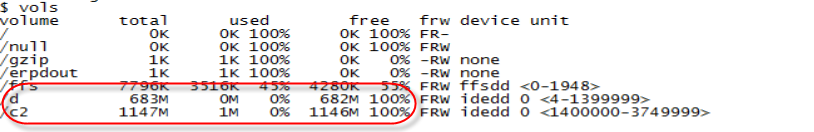 $ vols
volume total used free frw device unit
/ 0K 0K 100% 0K 100% FR-
/null 0K 0K 100% 0K 100% FRW
/gzip 1K 1K 100% 0K 0% -RW none
/erpdout 1K 1K 100% 0K 0% -RW none
/ffs 7796K 3516K 45% 4280K 55% FRW ffsdd <0-1948>
d 683M 0M 0% 682M 100% FRW idedd 0 <4-1399999>
/c2 1147M 1M 0% 1146M 100% FRW idedd 0 <1400000-3749999>